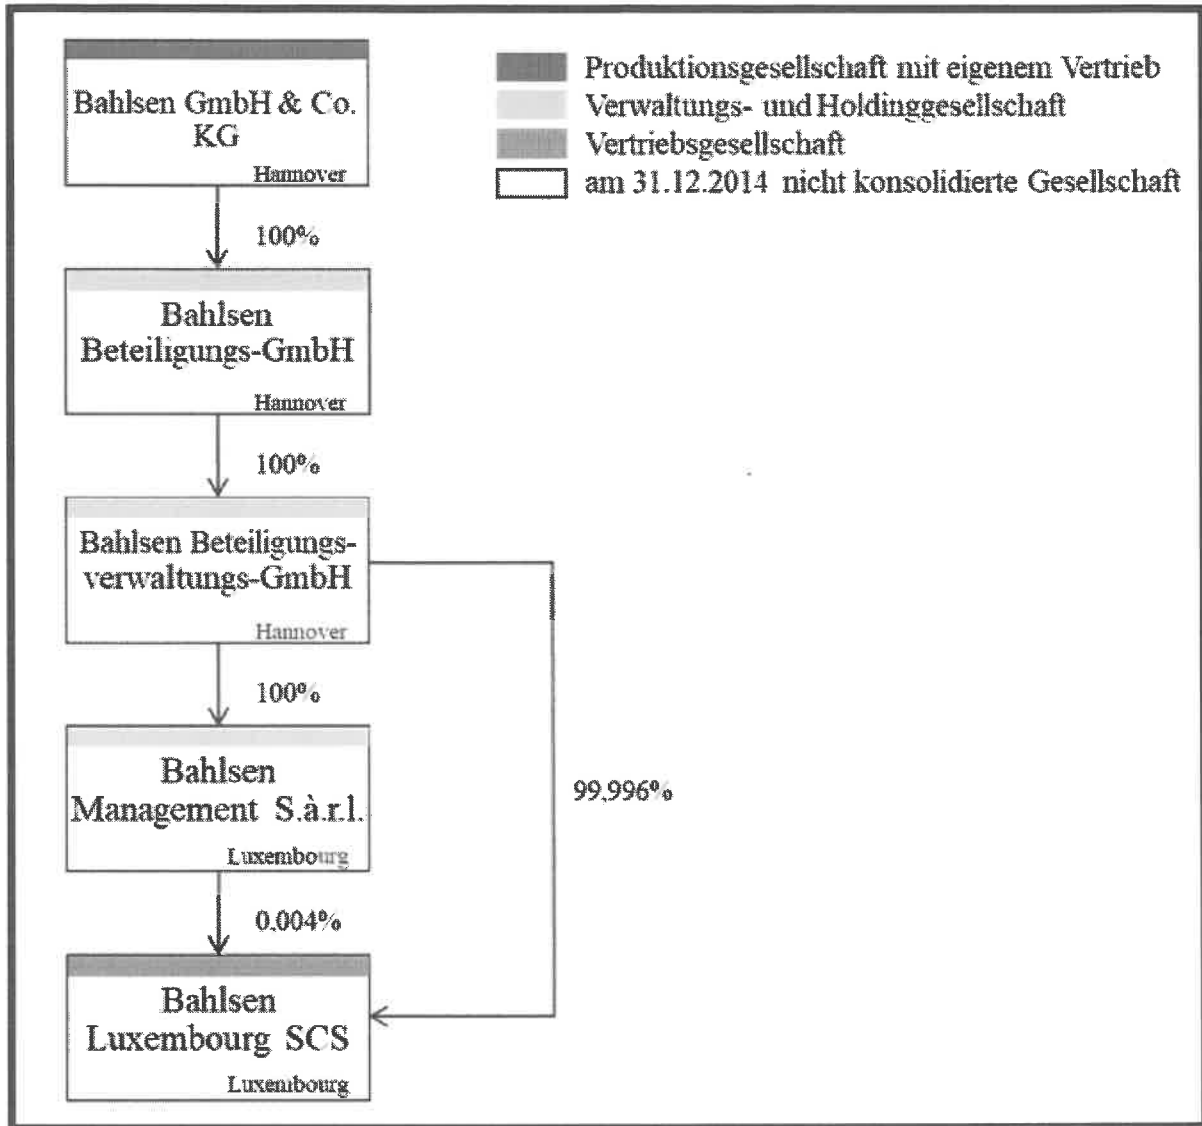 Bahlsen GmbH & Co.
KG
Hannover
Produktionsgesellschaft mit eigenem Vertrieb
Verwaltungs- und Holdinggesellschaft
Vertriebsgesellschaft
am 31.12.2014 nicht konsolidierte Gesellschaft
100%
Bahlsen
Beteiligungs-GmbH
Hannover
100%
Bahlsen Beteiligungs-
verwaltungs-GmbH
Hannover
100%
Bahlsen
Management S.à.r.l.
Luxembourg
99.996%
0.004%
Bahlsen
Luxembourg SCS
Luxembourg